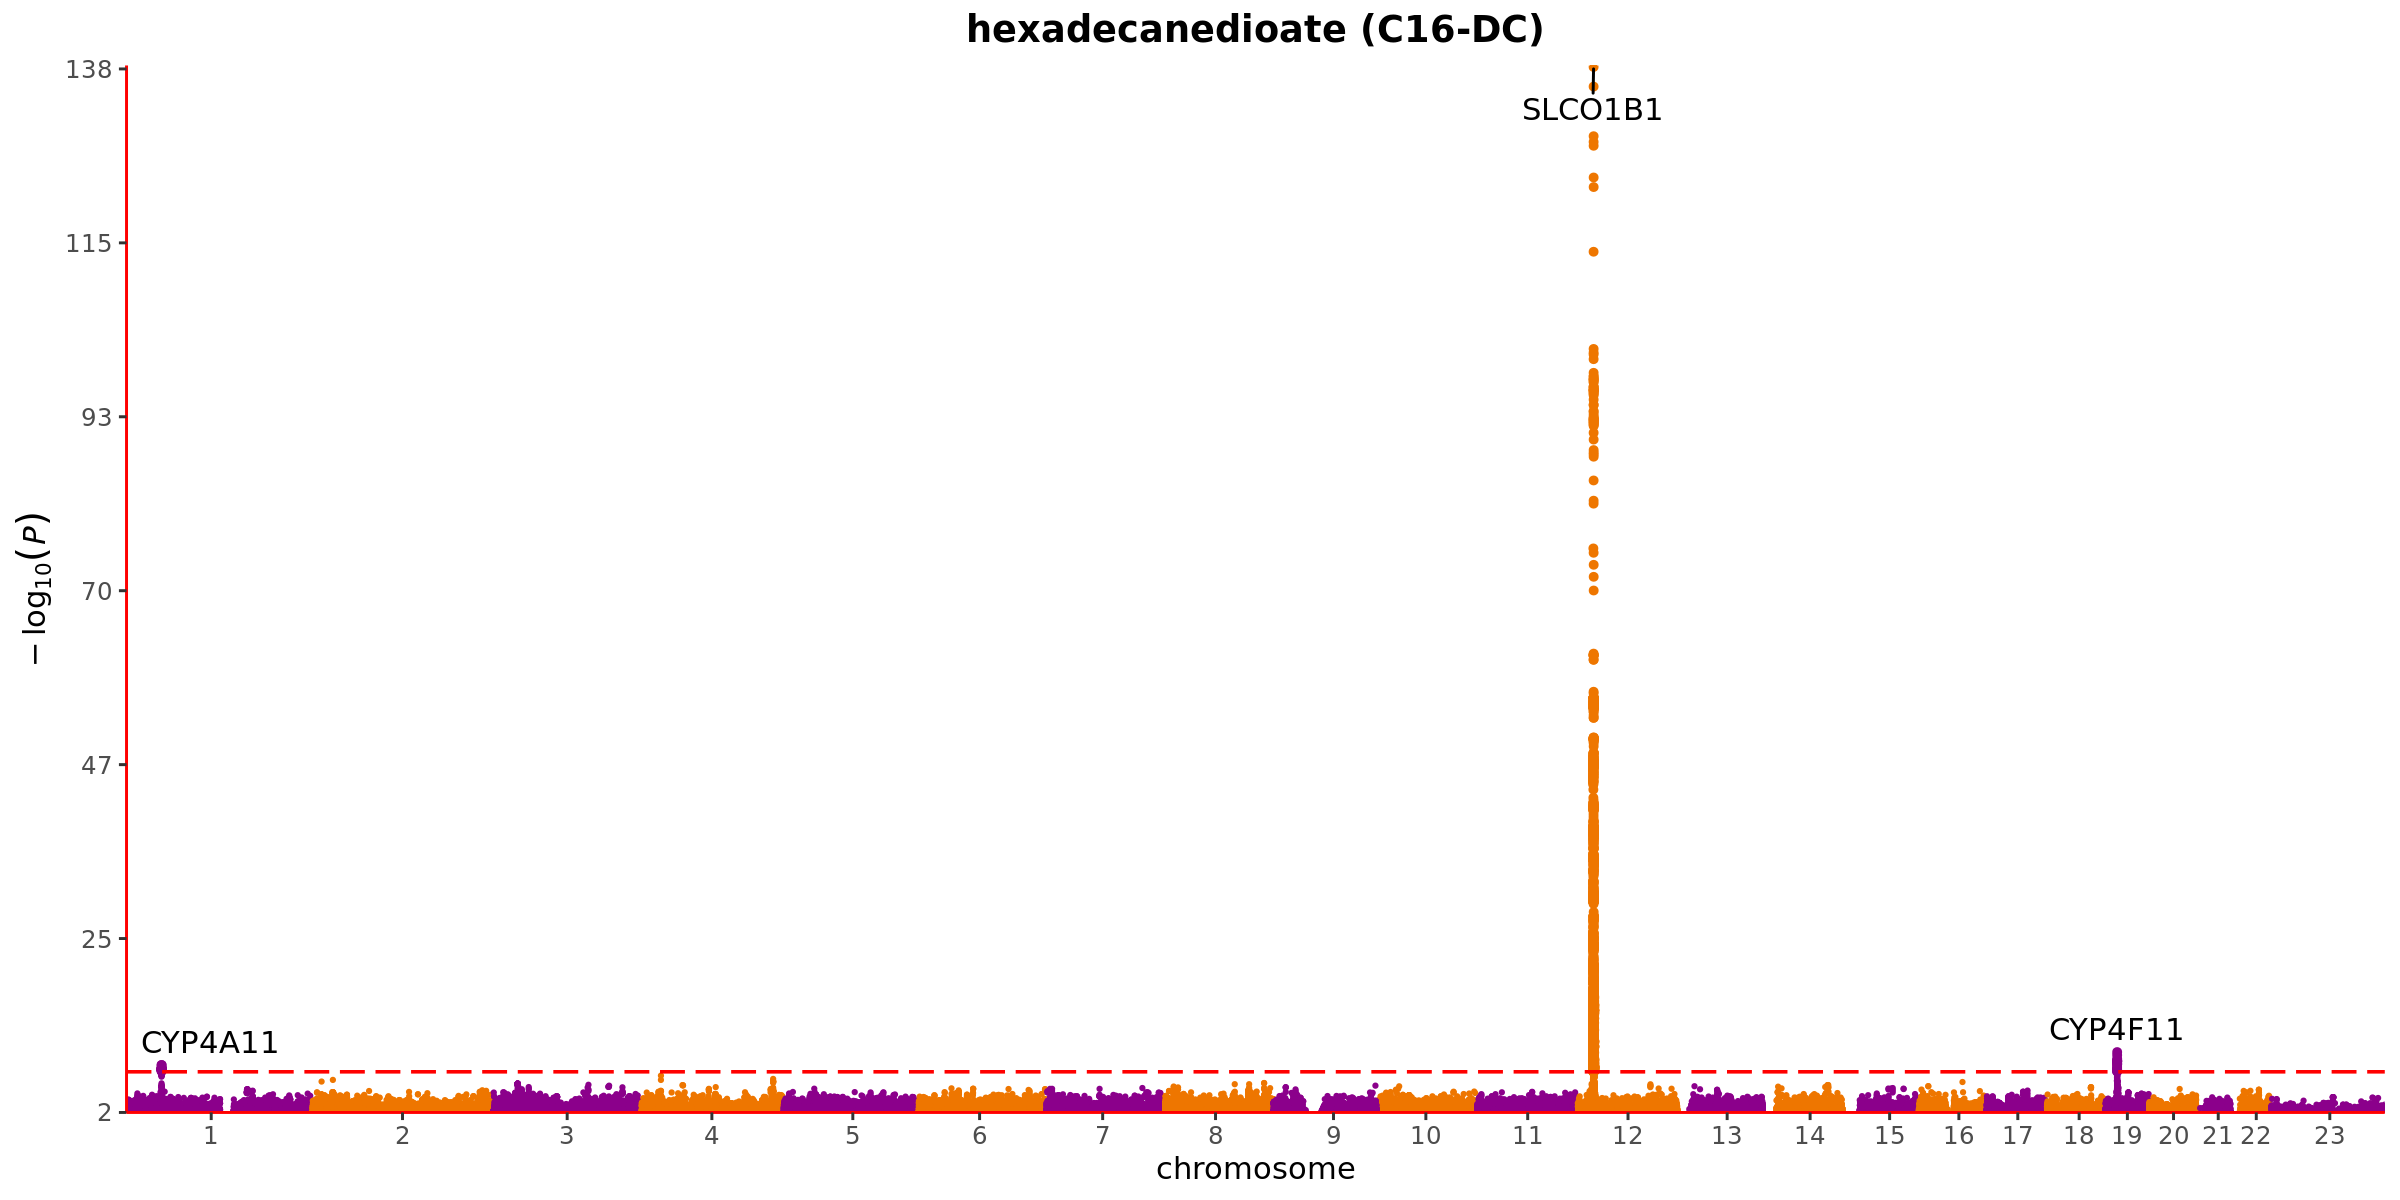 hexadecanedioate (C16-DC)
138
SLCO1B1
115
93
− log₁₀(P)
70
47
25
CYP4A11
CYP4F11
2
1 2 3 4 5 6 7 8 9 10 11 12 13 14 15 16 17 18 19 20 21 22 23
chromosome